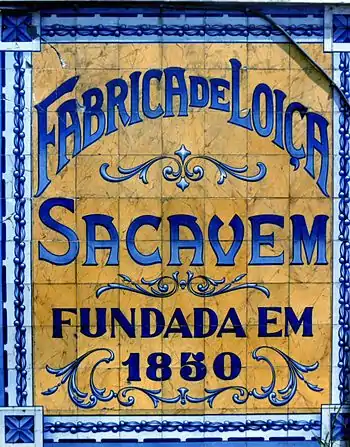 FABRICA DE LOIÇA
SACAVEM
FUNDADA EM
1850